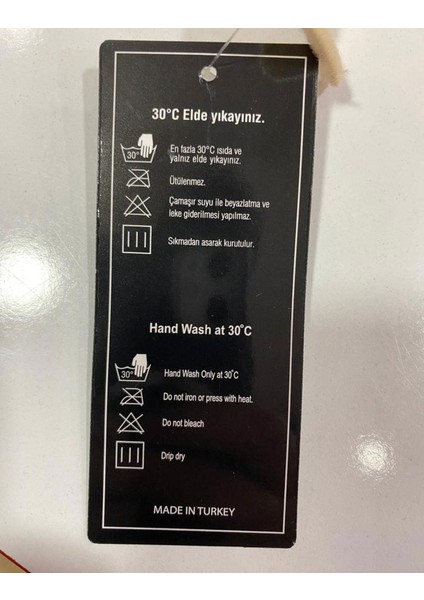 30°C Elde yıkayınız.
30°
En fazla 30°C ısıda ve
yalnız elde yıkayınız.
Ütülenmez.
Çamaşır suyu ile beyazlatma ve
leke giderilmesi yapılmaz.
Sıkmadan asarak kurutulur.
Hand Wash at 30°C
30°
Hand Wash Only at 30°C
Do not iron or press with heat.
Do not bleach
Drip dry
MADE IN TURKEY